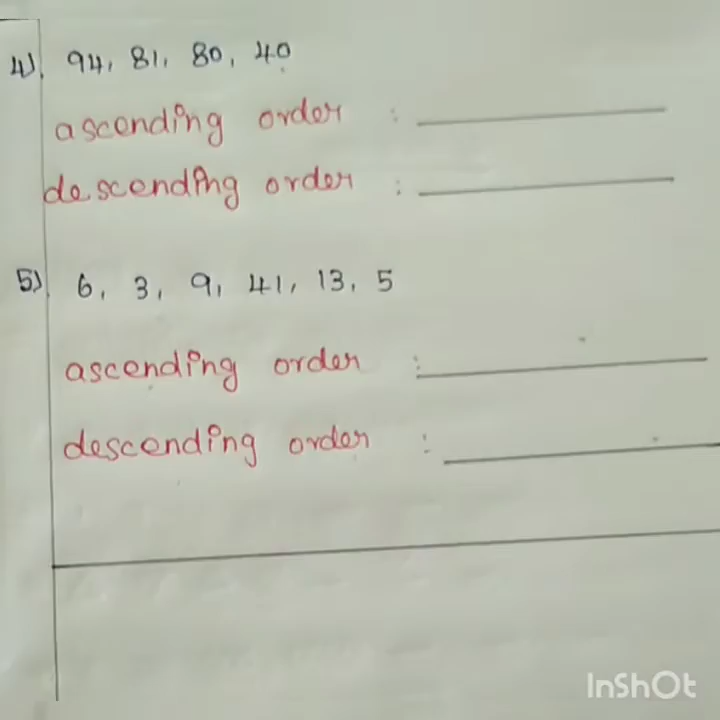 4) 94, 81, 80, 40
ascending order : 
descending order : 
5) 6, 3, 9, 41, 13, 5
ascending order : 
descending order : 
InShOt